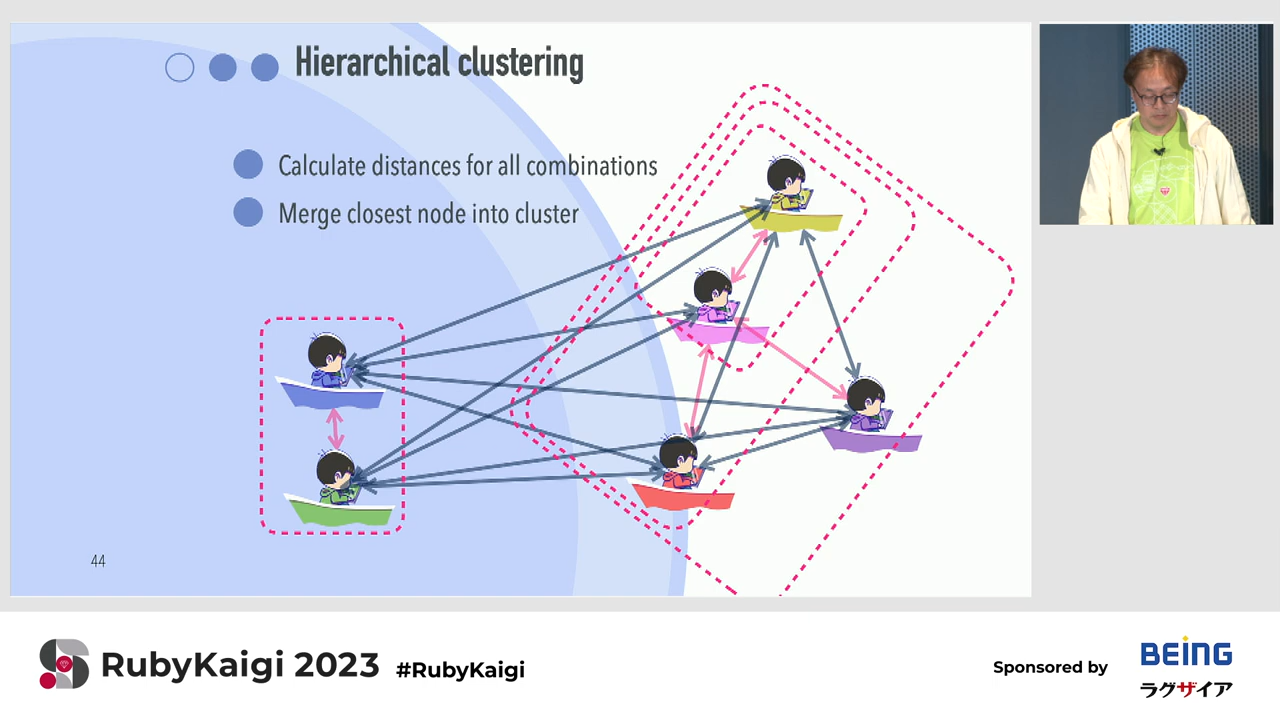 Hierarchical clustering
Calculate distances for all combinations
Merge closest node into cluster
44
RubyKaigi 2023 #RubyKaigi
Sponsored by
BEING
ラグザイア